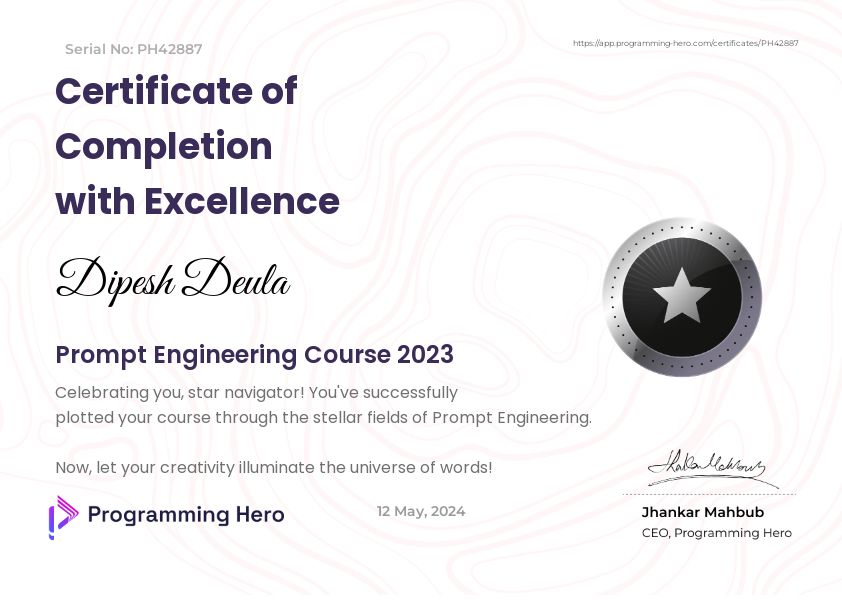 Serial No: PH42887
https://app.programming-hero.com/certificates/PH42887
Certificate of
Completion
with Excellence
Dipesh Deula
Prompt Engineering Course 2023
Celebrating you, star navigator! You've successfully
plotted your course through the stellar fields of Prompt Engineering.
Now, let your creativity illuminate the universe of words!
Programming Hero
12 May, 2024
Jhankar Mahbub
CEO, Programming Hero